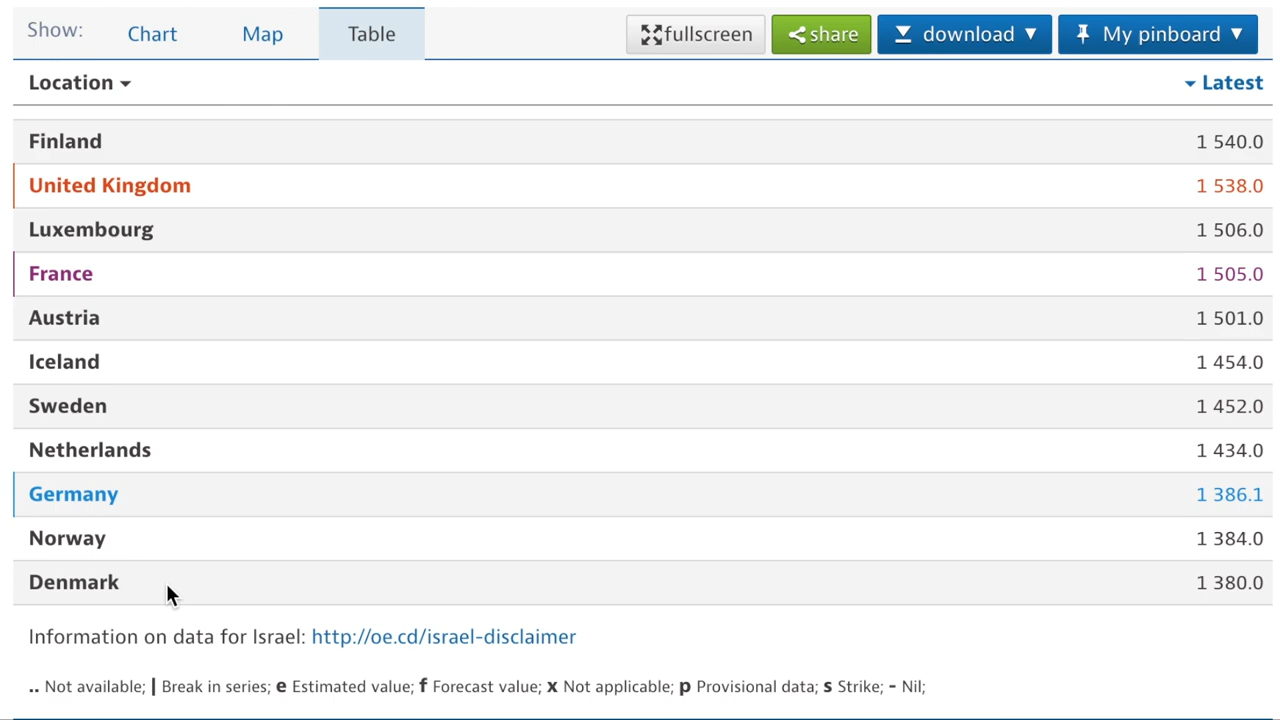 Show: Chart Map Table fullscreen share download ▼ My pinboard ▼
Location Latest
Finland 1 540.0
United Kingdom 1 538.0
Luxembourg 1 506.0
France 1 505.0
Austria 1 501.0
Iceland 1 454.0
Sweden 1 452.0
Netherlands 1 434.0
Germany 1 386.1
Norway 1 384.0
Denmark 1 380.0
Information on data for Israel: http://oe.cd/israel-disclaimer
.. Not available; | Break in series; e Estimated value; f Forecast value; x Not applicable; p Provisional data; s Strike; - Nil;